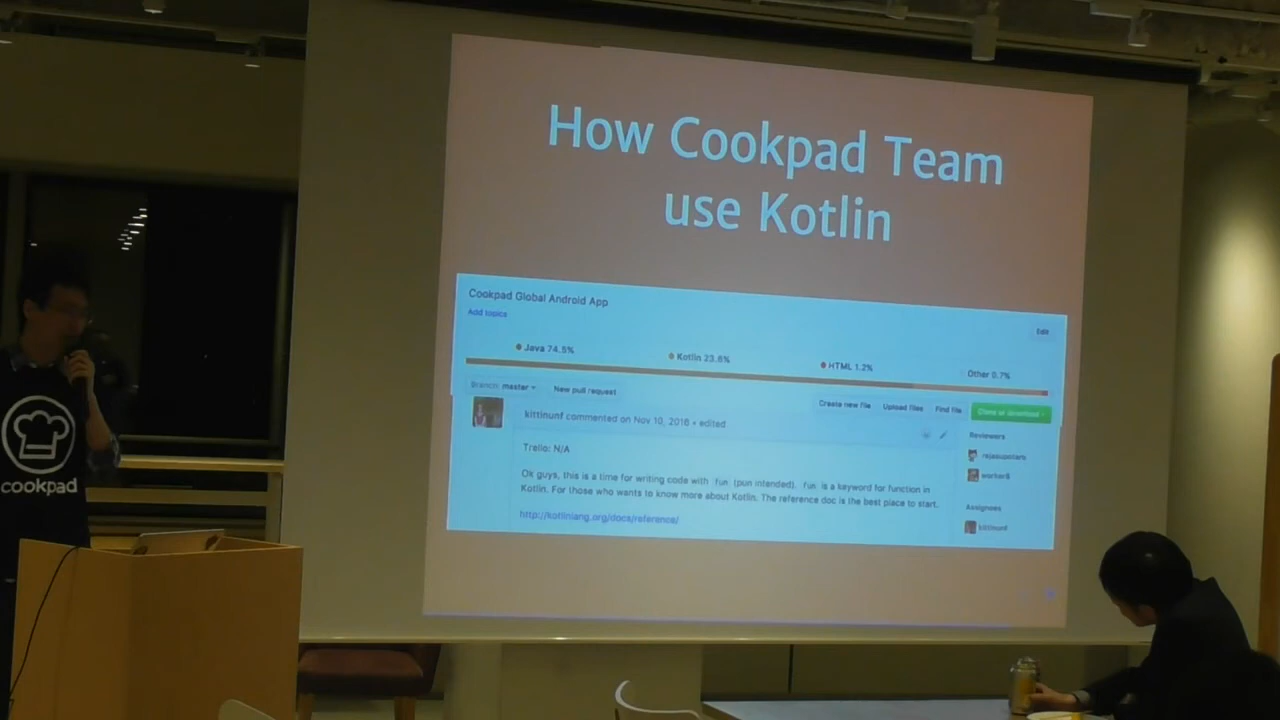 How Cookpad Team
use Kotlin
Cookpad Global Android App
Add topics
Edit
Java 74.5%
Kotlin 23.6%
HTML 1.2%
Other 0.7%
Branch: master
New pull request
Create new file
Upload files
Find file
Clone or download
kittinunf commented on Nov 10, 2016 • edited
Trello: N/A
Ok guys, this is a time for writing code with fun (pun intended). fun is a keyword for function in
Kotlin. For those who wants to know more about Kotlin. The reference doc is the best place to start.
http://kotlinlang.org/docs/reference/
Reviewers
Assignees
kittinunf
cookpad